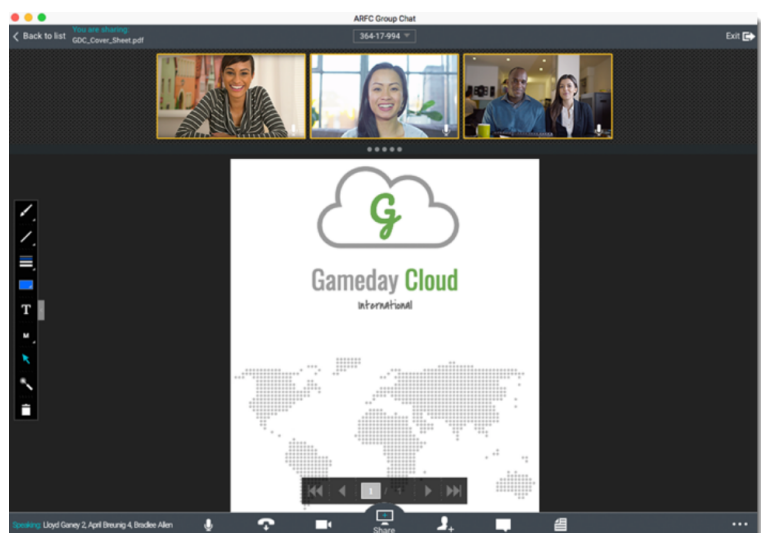 ARFC Group Chat
Back to list
You are sharing:
GDC_Cover_Sheet.pdf
364-17-994
Exit
T
M
G
Gameday Cloud
International
1 /
Speaking: Lloyd Ganey 2, April Breunig 4, Bradlee Allen
Share